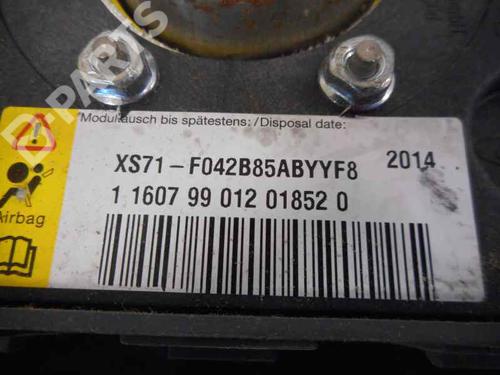 D-PARTS
Modultausch bis spätestens:/Disposal date:
XS71-F042B85ABYYF8 2014
1 1607 99 012 01852 0
Airbag